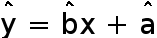 ŷ = b̂x + â